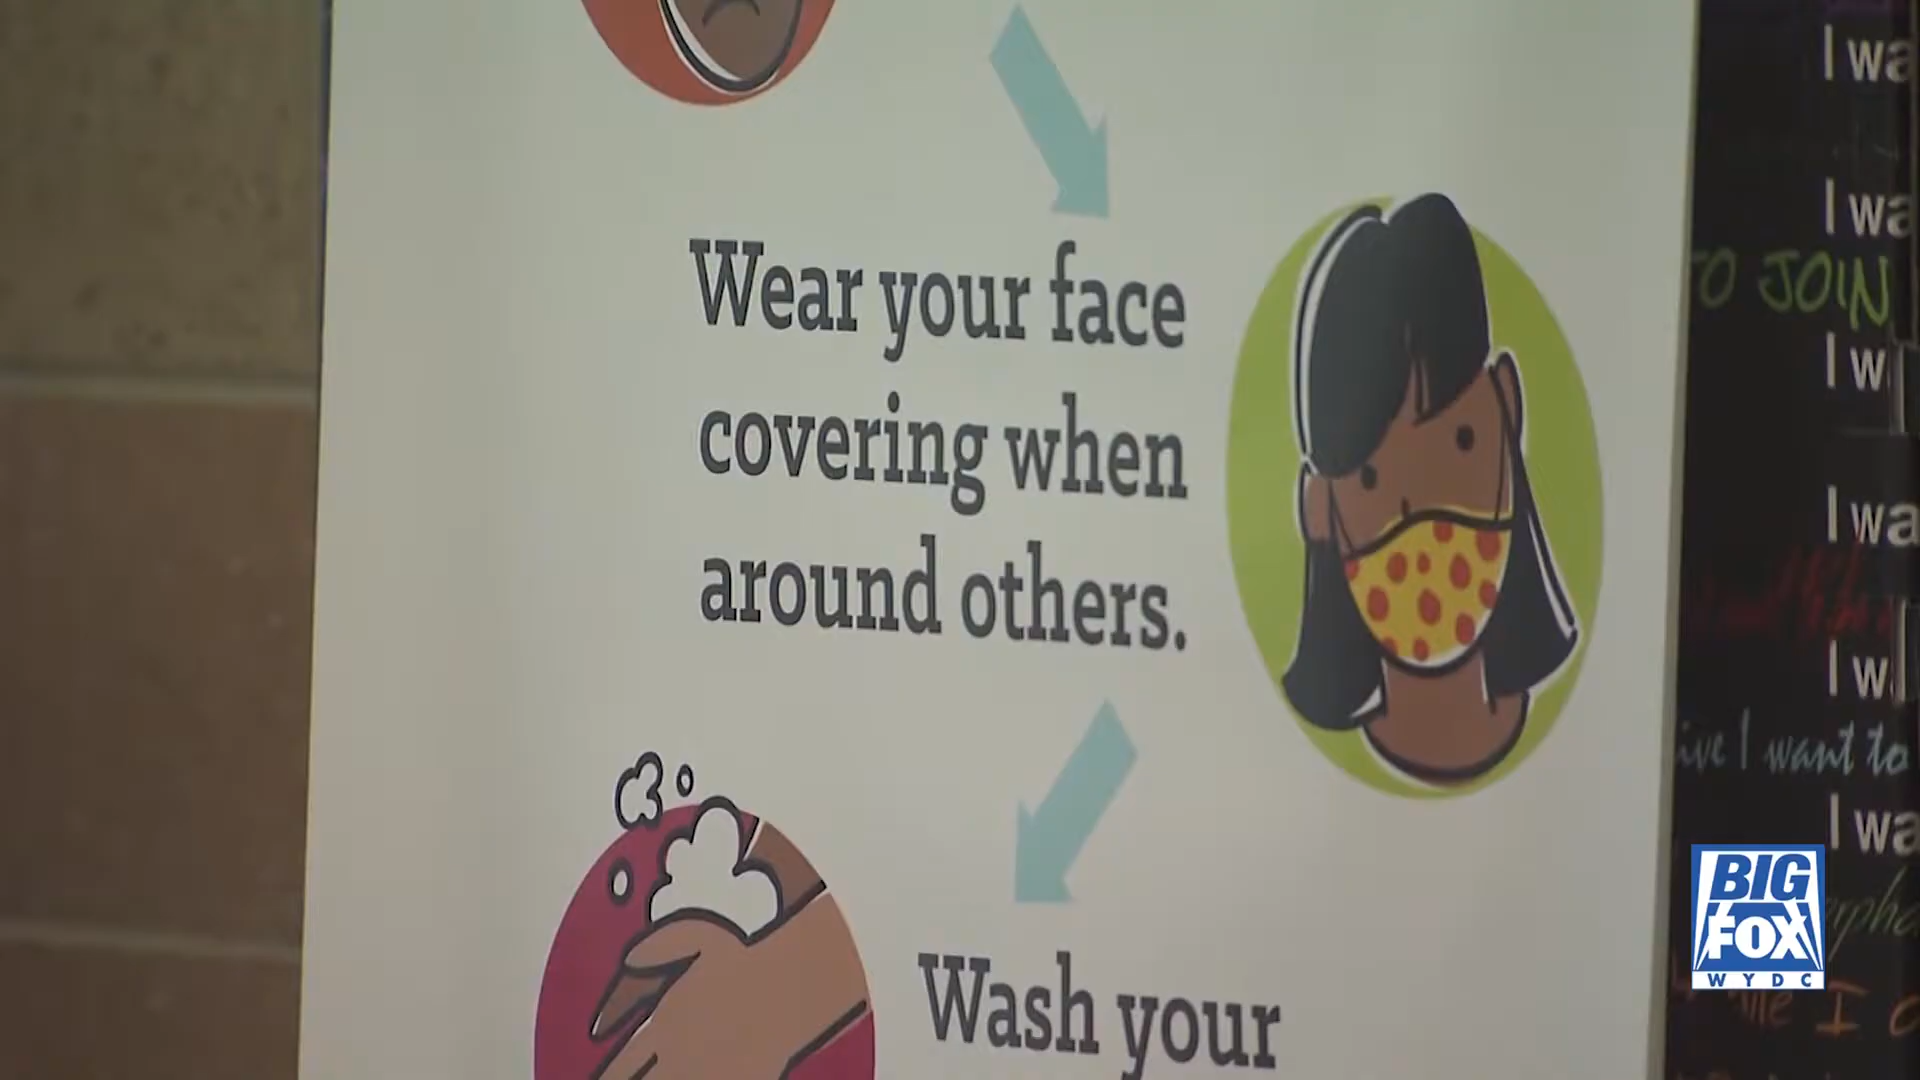 Wear your face
covering when
around others.
Wash your
I wa
I wa
TO JOIN
I w
I wa
I w
ive I want to
I wa
BIG
FOX
WYDC